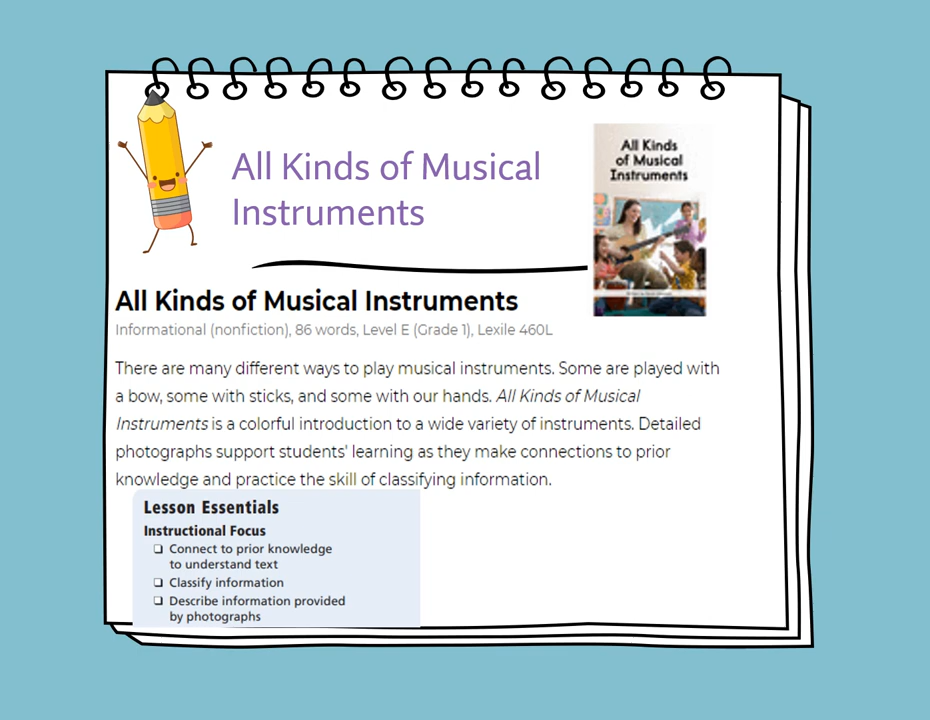 All Kinds of Musical
Instruments
All Kinds
of Musical
Instruments
All Kinds of Musical Instruments
Informational (nonfiction), 86 words, Level E (Grade 1), Lexile 460L
There are many different ways to play musical instruments. Some are played with
a bow, some with sticks, and some with our hands. All Kinds of Musical
Instruments is a colorful introduction to a wide variety of instruments. Detailed
photographs support students' learning as they make connections to prior
knowledge and practice the skill of classifying information.
Lesson Essentials
Instructional Focus
❑ Connect to prior knowledge
to understand text
❑ Classify information
❑ Describe information provided
by photographs